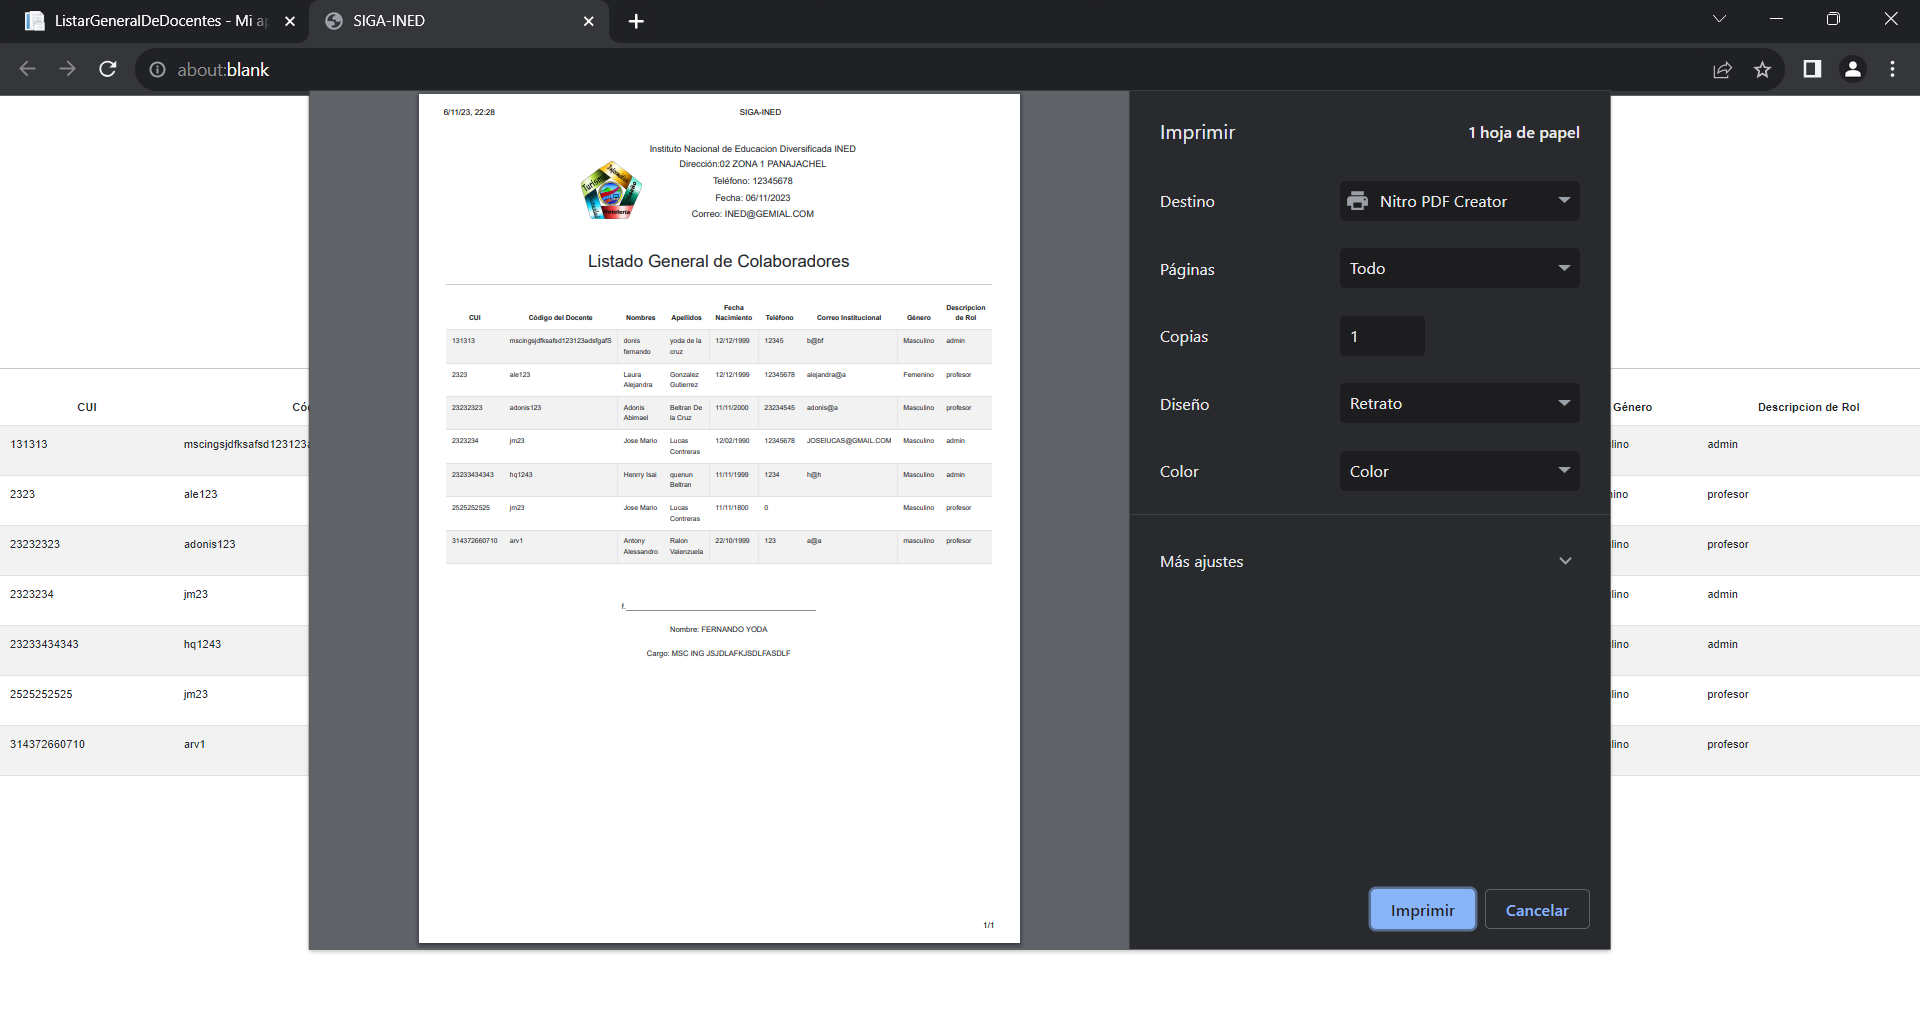 ListarGeneralDeDocentes - Mi a
SIGA-INED
about:blank
6/11/23, 22:28
SIGA-INED
Instituto Nacional de Educacion Diversificada INED
Dirección:02 ZONA 1 PANAJACHEL
Teléfono: 12345678
Fecha: 06/11/2023
Correo: INED@GEMIAL.COM
Turismo
Hoteleria
Listado General de Colaboradores
CUI Código del Docente Nombres Apellidos Fecha Nacimiento Teléfono Correo Institucional Género Descripcion de Rol
131313 mscingsjdfksafsd123123adsfgafS donis fernando yoda de la cruz 12/12/1999 12345 b@bf Masculino admin
2323 ale123 Laura Alejandra Gonzalez Gutierrez 12/12/1999 12345678 alejandra@a Femenino profesor
23232323 adonis123 Adonis Abimael Beltran De la Cruz 11/11/2000 23234545 adonis@a Masculino profesor
2323234 jm23 Jose Mario Lucas Contreras 12/02/1990 12345678 JOSEIUCAS@GMAIL.COM Masculino admin
23233434343 hq1243 Henrry Isai quenun Beltran 11/11/1999 1234 h@h Masculino admin
2525252525 jm23 Jose Mario Lucas Contreras 11/11/1800 0 Masculino profesor
314372660710 arv1 Antony Alessandro Ralon Valenzuela 22/10/1999 123 a@a masculino profesor
f.
Nombre: FERNANDO YODA
Cargo: MSC ING JSJDLAFKJSDLFASDLF
1/1
Imprimir 1 hoja de papel
Destino Nitro PDF Creator
Páginas Todo
Copias 1
Diseño Retrato
Color Color
Más ajustes
Imprimir Cancelar
CUI Có Género Descripcion de Rol
131313 mscingsjdfksafsd123123a lino admin
2323 ale123 ino profesor
23232323 adonis123 lino profesor
2323234 jm23 lino admin
23233434343 hq1243 lino admin
2525252525 jm23 lino profesor
314372660710 arv1 lino profesor